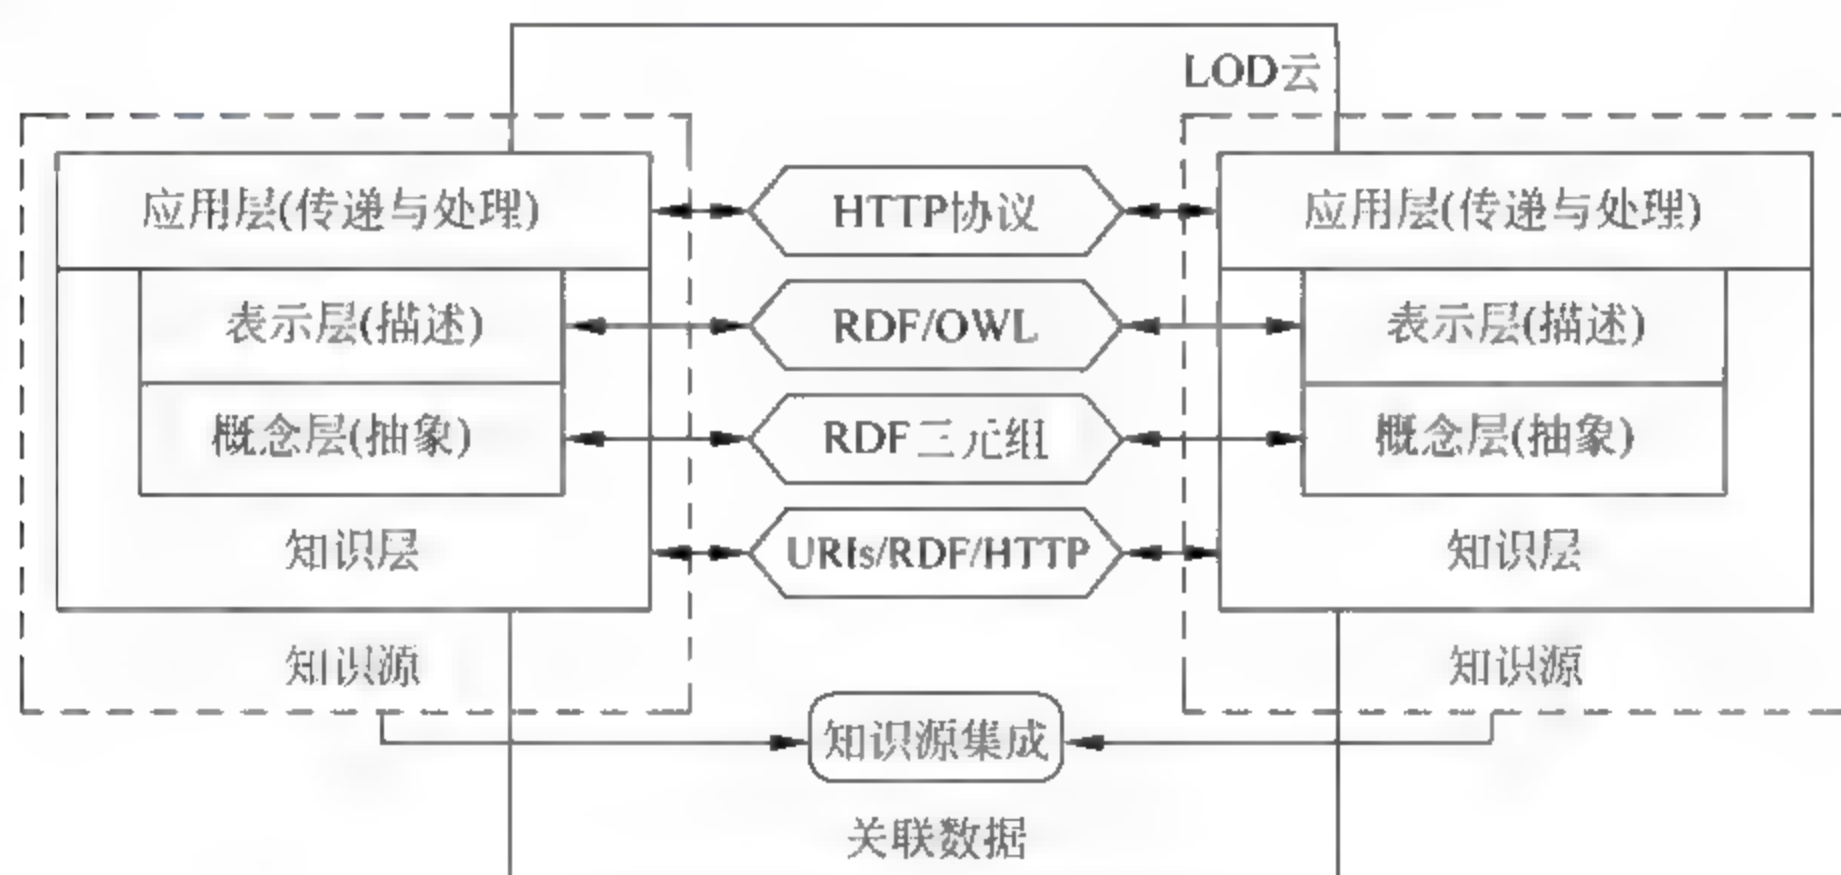 LOD云
应用层(传递与处理)
HTTP协议
应用层(传递与处理)
表示层(描述)
RDF/OWL
表示层(描述)
概念层(抽象)
RDF三元组
概念层(抽象)
知识层
URIs/RDF/HTTP
知识层
知识源
知识源
知识源集成
关联数据